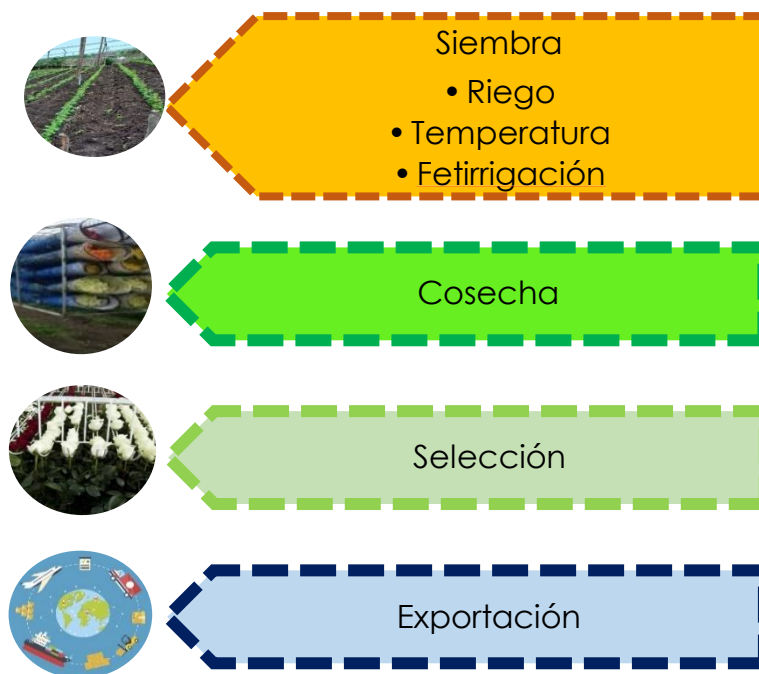 Siembra
• Riego
• Temperatura
• Fetirrigación
Cosecha
Selección
Exportación